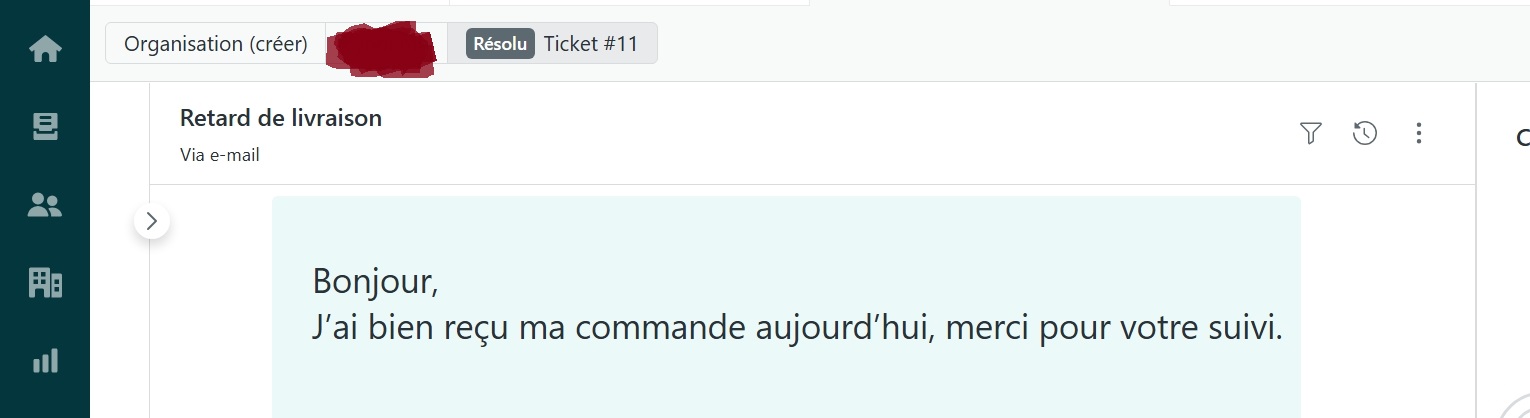 Organisation (créer)
Résolu Ticket #11
Retard de livraison
Via e-mail
Bonjour,
J’ai bien reçu ma commande aujourd’hui, merci pour votre suivi.